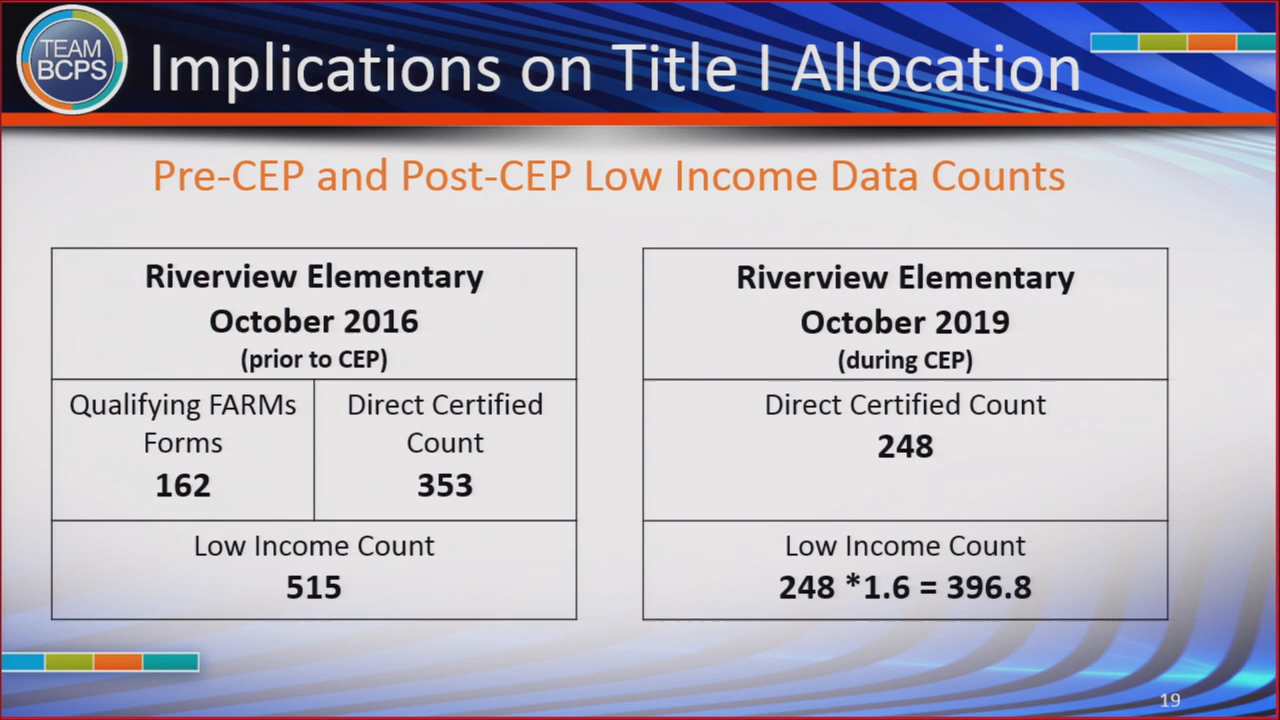 TEAM
BCPS
Implications on Title I Allocation
Pre-CEP and Post-CEP Low Income Data Counts
Riverview Elementary
October 2016
(prior to CEP)
Qualifying FARMs
Forms
162
Direct Certified
Count
353
Low Income Count
515
Riverview Elementary
October 2019
(during CEP)
Direct Certified Count
248
Low Income Count
248 *1.6 = 396.8
19